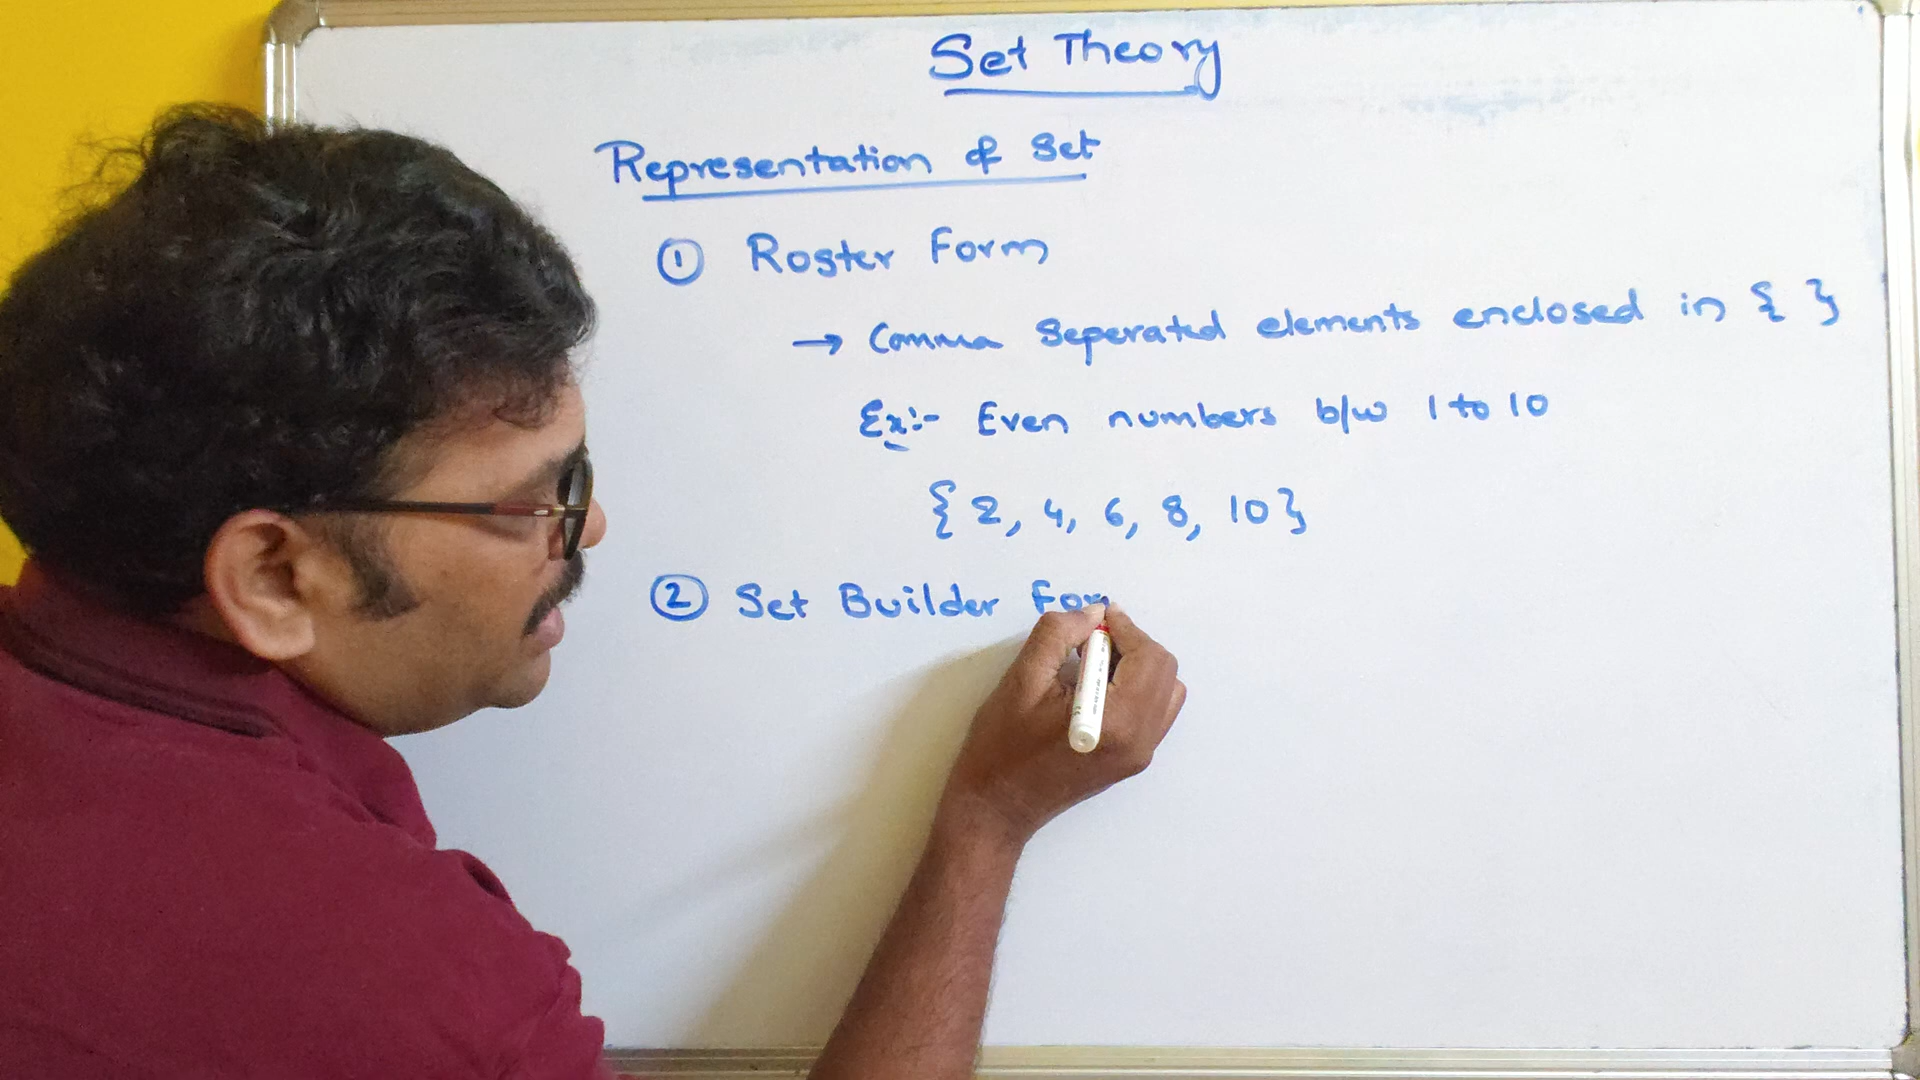 Set Theory
Representation of Set
① Roster Form
→ Comma Seperated elements enclosed in { }
Ex:- Even numbers b/w 1 to 10
{ 2, 4, 6, 8, 10 }
② Set Builder For